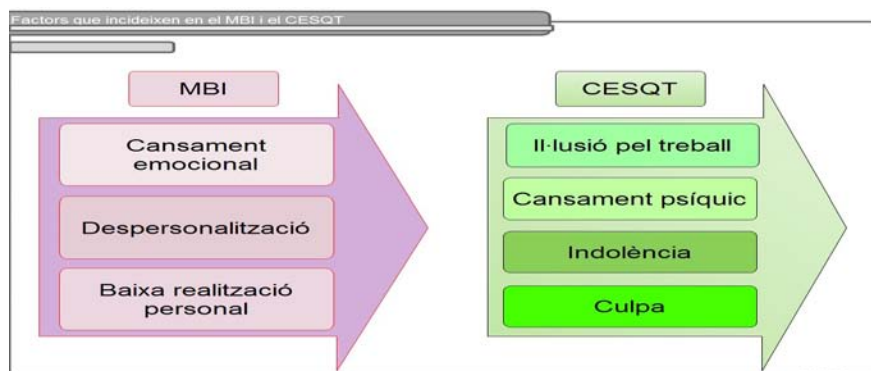 Factors que incideixen en el MBI i el CESQT
MBI
Cansament
emocional
Despersonalització
Baixa realització
personal
CESQT
Il·lusió pel treball
Cansament psíquic
Indolència
Culpa